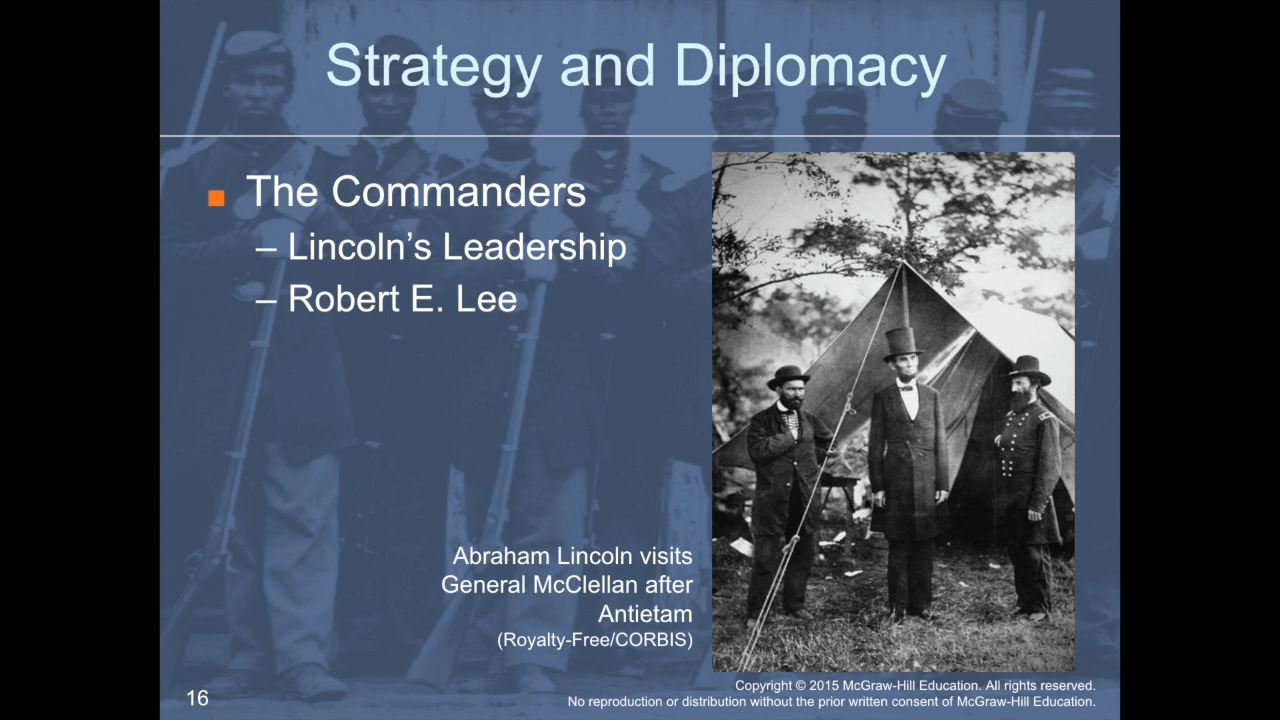 Strategy and Diplomacy
The Commanders
– Lincoln’s Leadership
– Robert E. Lee
Abraham Lincoln visits
General McClellan after
Antietam
(Royalty-Free/CORBIS)
16
Copyright © 2015 McGraw-Hill Education. All rights reserved.
No reproduction or distribution without the prior written consent of McGraw-Hill Education.